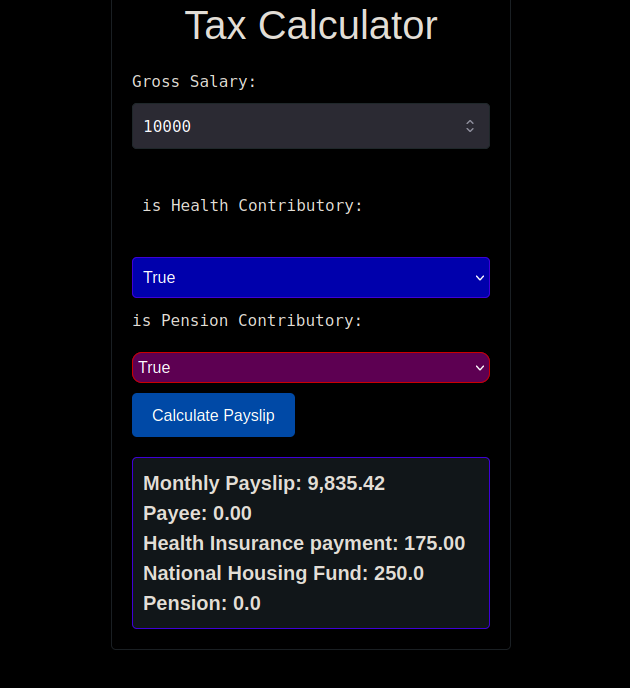 Tax Calculator
Gross Salary:
10000
is Health Contributory:
True
is Pension Contributory:
True
Calculate Payslip
Monthly Payslip: 9,835.42
Payee: 0.00
Health Insurance payment: 175.00
National Housing Fund: 250.0
Pension: 0.0